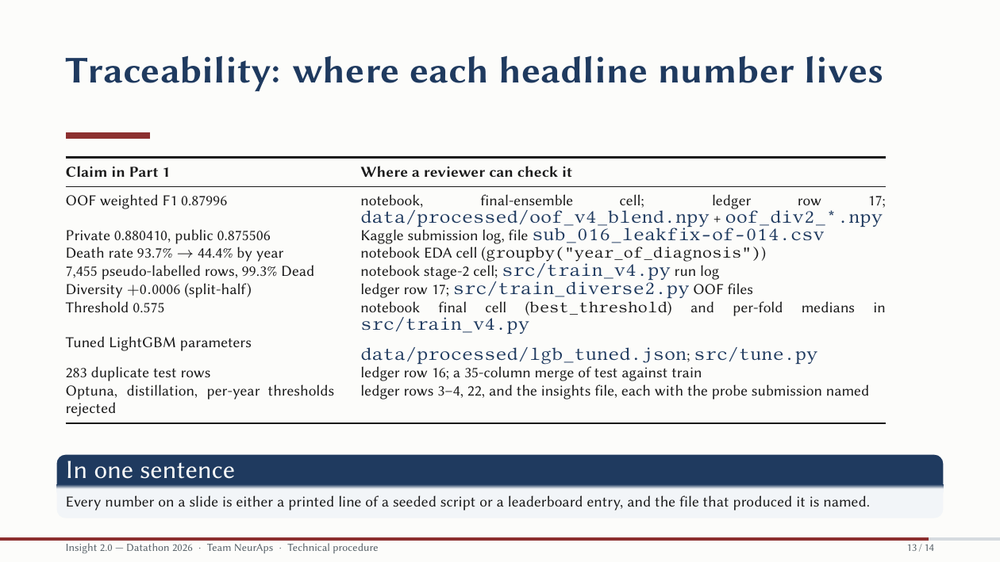 Traceability: where each headline number lives
Claim in Part 1 Where a reviewer can check it
OOF weighted F1 0.87996 notebook, final-ensemble cell; ledger row 17;
data/processed/oof_v4_blend.npy + oof_div2_*.npy
Private 0.880410, public 0.875506 Kaggle submission log, file sub_016_leakfix-of-014.csv
Death rate 93.7% → 44.4% by year notebook EDA cell (groupby("year_of_diagnosis"))
7,455 pseudo-labelled rows, 99.3% Dead notebook stage-2 cell; src/train_v4.py run log
Diversity +0.0006 (split-half) ledger row 17; src/train_diverse2.py OOF files
Threshold 0.575 notebook final cell (best_threshold) and per-fold medians in
src/train_v4.py
Tuned LightGBM parameters data/processed/lgb_tuned.json; src/tune.py
283 duplicate test rows ledger row 16; a 35-column merge of test against train
Optuna, distillation, per-year thresholds ledger rows 3–4, 22, and the insights file, each with the probe submission named
rejected
In one sentence
Every number on a slide is either a printed line of a seeded script or a leaderboard entry, and the file that produced it is named.
Insight 2.0 — Datathon 2026 · Team NeurAps · Technical procedure 13 / 14